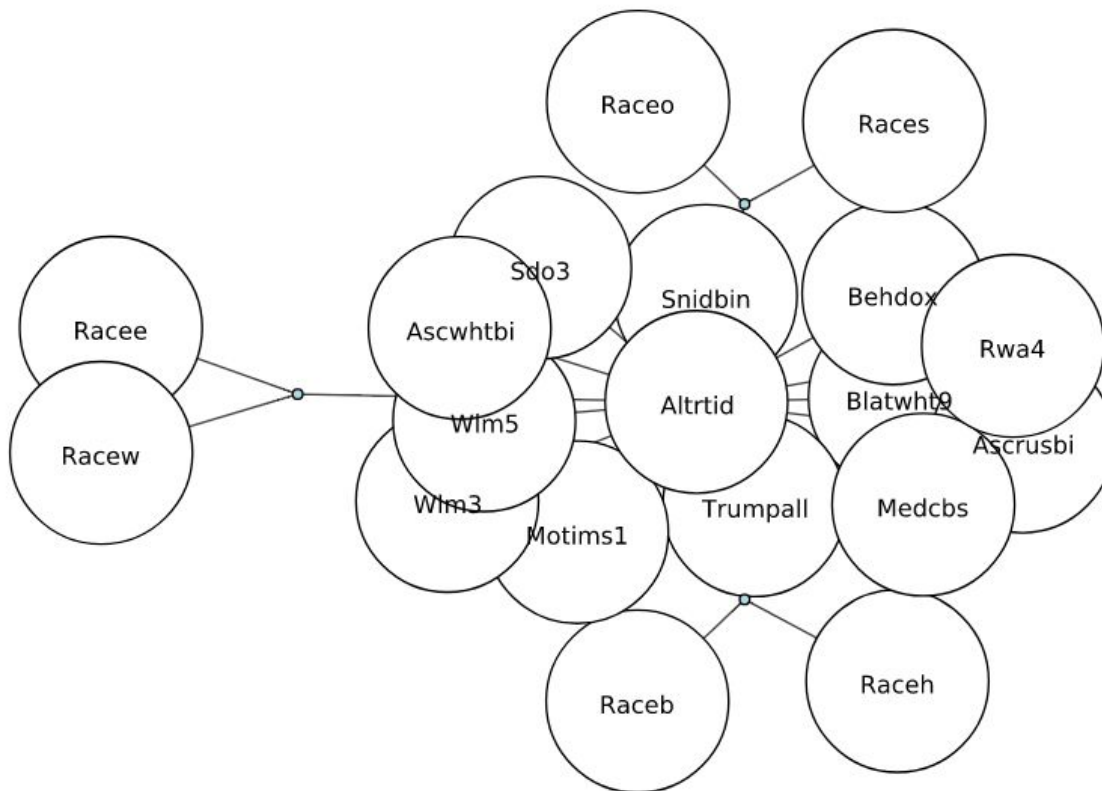 Raceo
Races
Sdo3
Snidbin
Behdox
Racee
Ascwhtbi
Rwa4
Altrtid
Blatwht9
Wlm5
Ascrusbi
Racew
Wlm3
Trumpall
Medcbs
Motims1
Raceb
Raceh